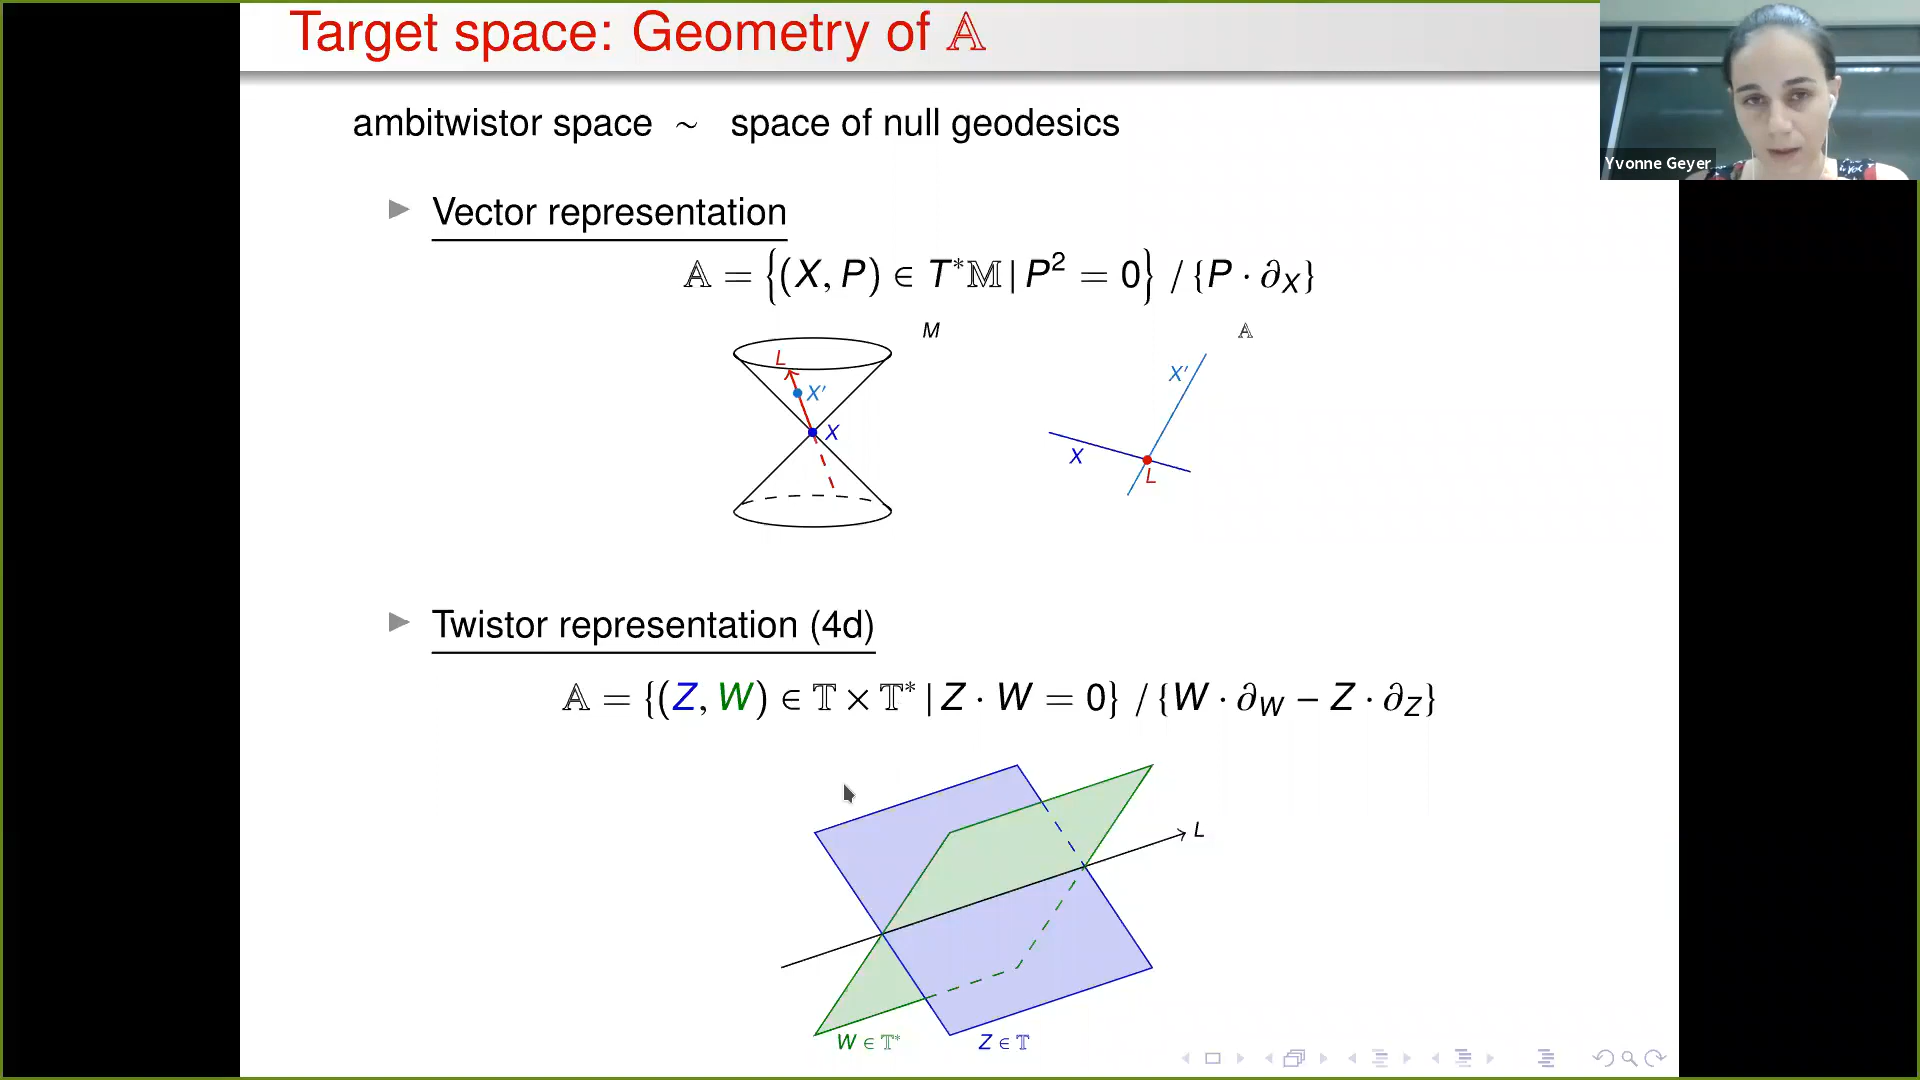 Target space: Geometry of 𝔸
Yvonne Geyer
ambitwistor space ∼ space of null geodesics
Vector representation
𝔸 = {(X, P) ∈ T*𝕄 | P² = 0} / {P · ∂_X}
M
𝔸
L
X′
X
X′
X
L
Twistor representation (4d)
𝔸 = {(Z, W) ∈ 𝕋 × 𝕋* | Z · W = 0} / {W · ∂_W − Z · ∂_Z}
L
W ∈ 𝕋*
Z ∈ 𝕋